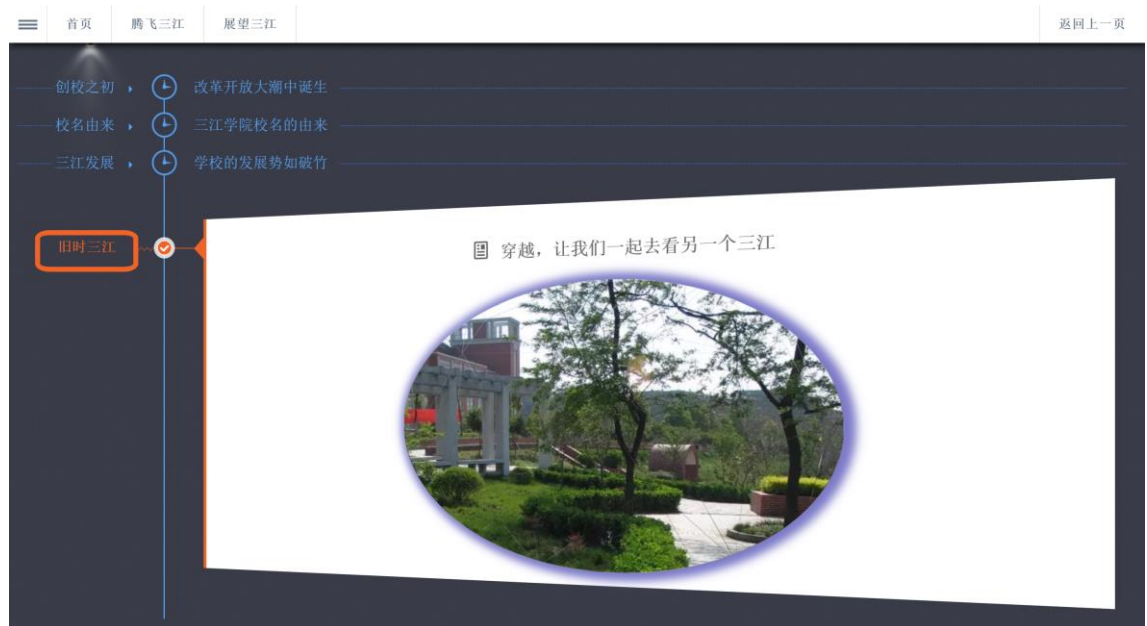 首页 腾飞三江 展望三江 返回上一页
创校之初 改革开放大潮中诞生
校名由来 三江学院校名的由来
三江发展 学校的发展势如破竹
旧时三江
穿越，让我们一起去看另一个三江